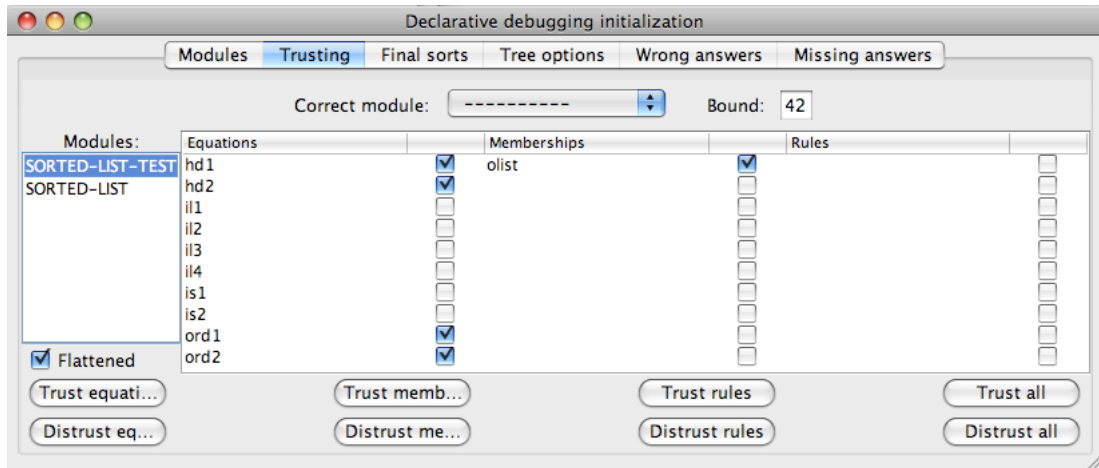 Declarative debugging initialization
Modules Trusting Final sorts Tree options Wrong answers Missing answers
Correct module: ---------- Bound: 42
Modules: Equations Memberships Rules
SORTED-LIST-TEST hd1 olist
SORTED-LIST hd2
il1
il2
il3
il4
is1
is2
ord1
Flattened ord2
Trust equati... Trust memb... Trust rules Trust all
Distrust eq... Distrust me... Distrust rules Distrust all